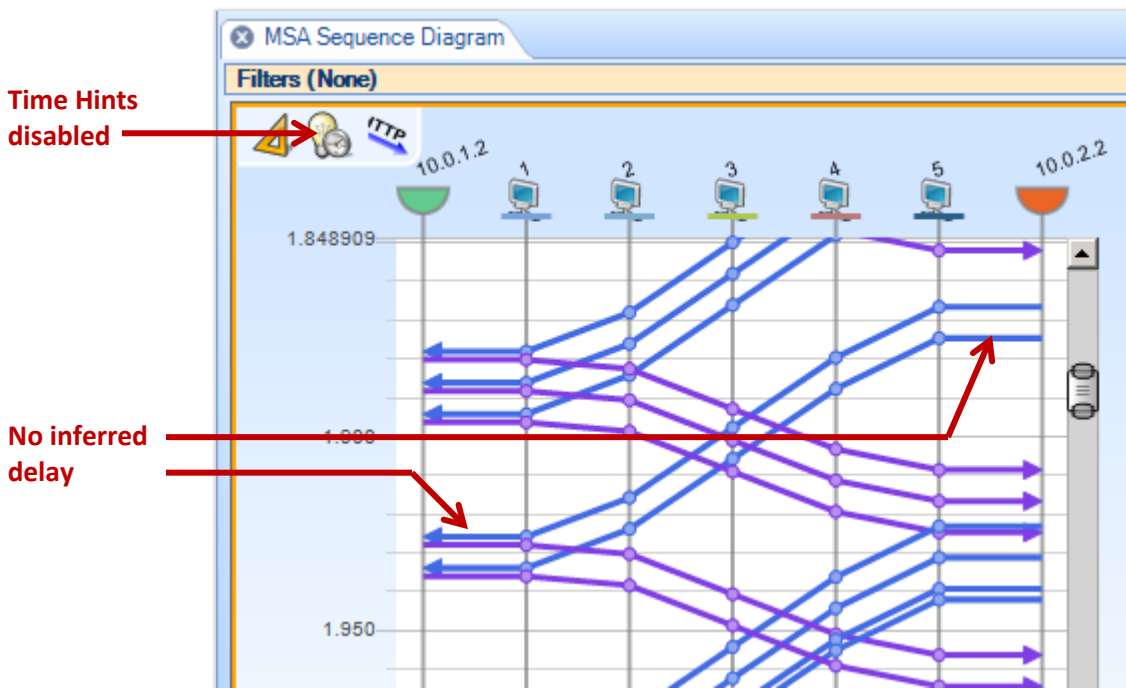 MSA Sequence Diagram
Filters (None)
Time Hints
disabled
HTTP
10.0.1.2
1
2
3
4
5
10.0.2.2
1.848909
No inferred
delay
1.950